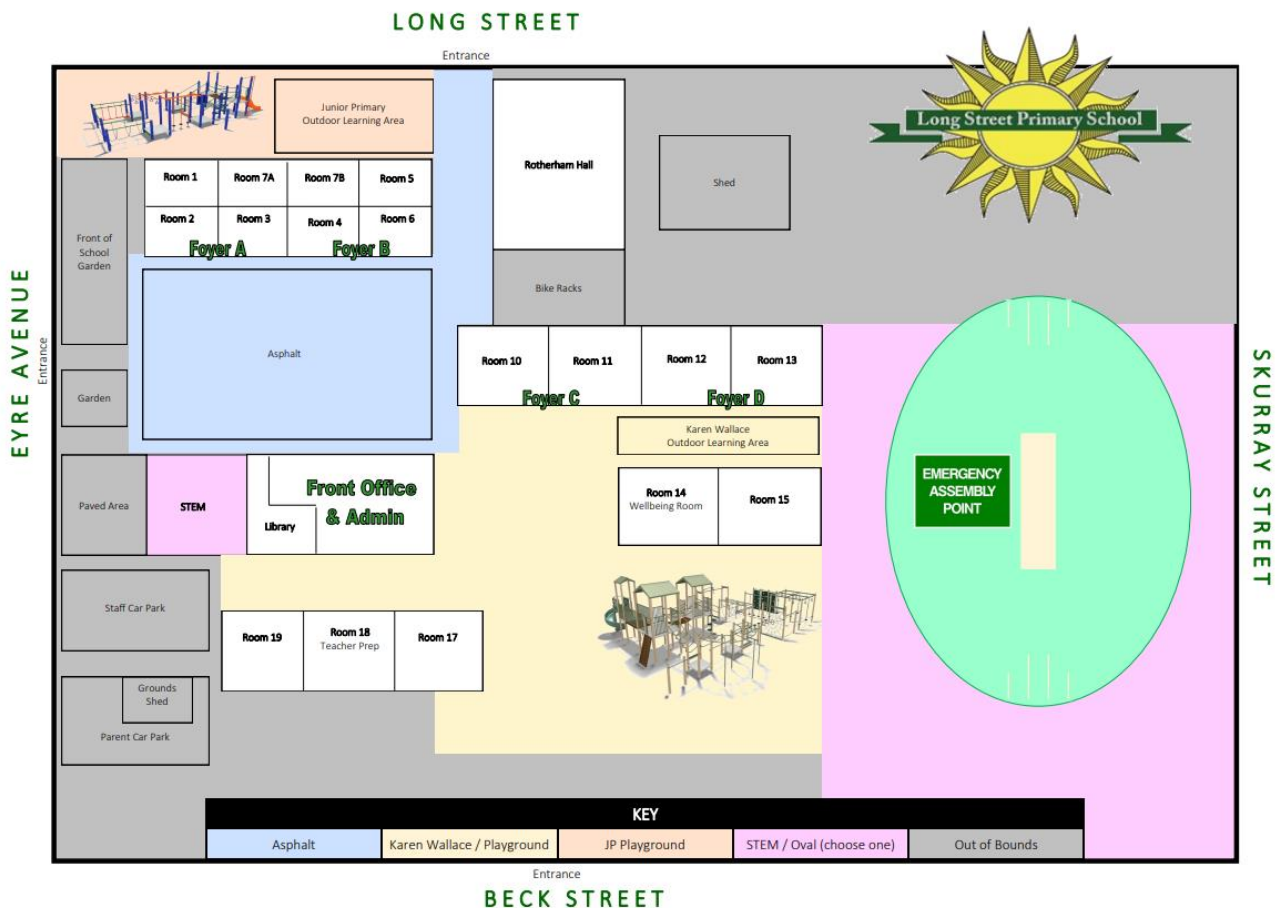 LONG STREET
Entrance
Long Street Primary School
Junior Primary
Outdoor Learning Area
Rotherham Hall
Shed
Room 1
Room 7A
Room 7B
Room 5
Room 2
Room 3
Room 4
Room 6
Foyer A
Foyer B
Front of
School
Garden
Bike Racks
EYRE AVENUE
Entrance
Asphalt
Room 10
Room 11
Room 12
Room 13
Foyer C
Foyer D
SKURRAY STREET
Garden
Karen Wallace
Outdoor Learning Area
Paved Area
STEM
Library
Front Office
& Admin
Room 14
Wellbeing Room
Room 15
EMERGENCY
ASSEMBLY
POINT
Staff Car Park
Room 19
Room 18
Teacher Prep
Room 17
Grounds
Shed
Parent Car Park
KEY
Asphalt
Karen Wallace / Playground
JP Playground
STEM / Oval (choose one)
Out of Bounds
Entrance
BECK STREET